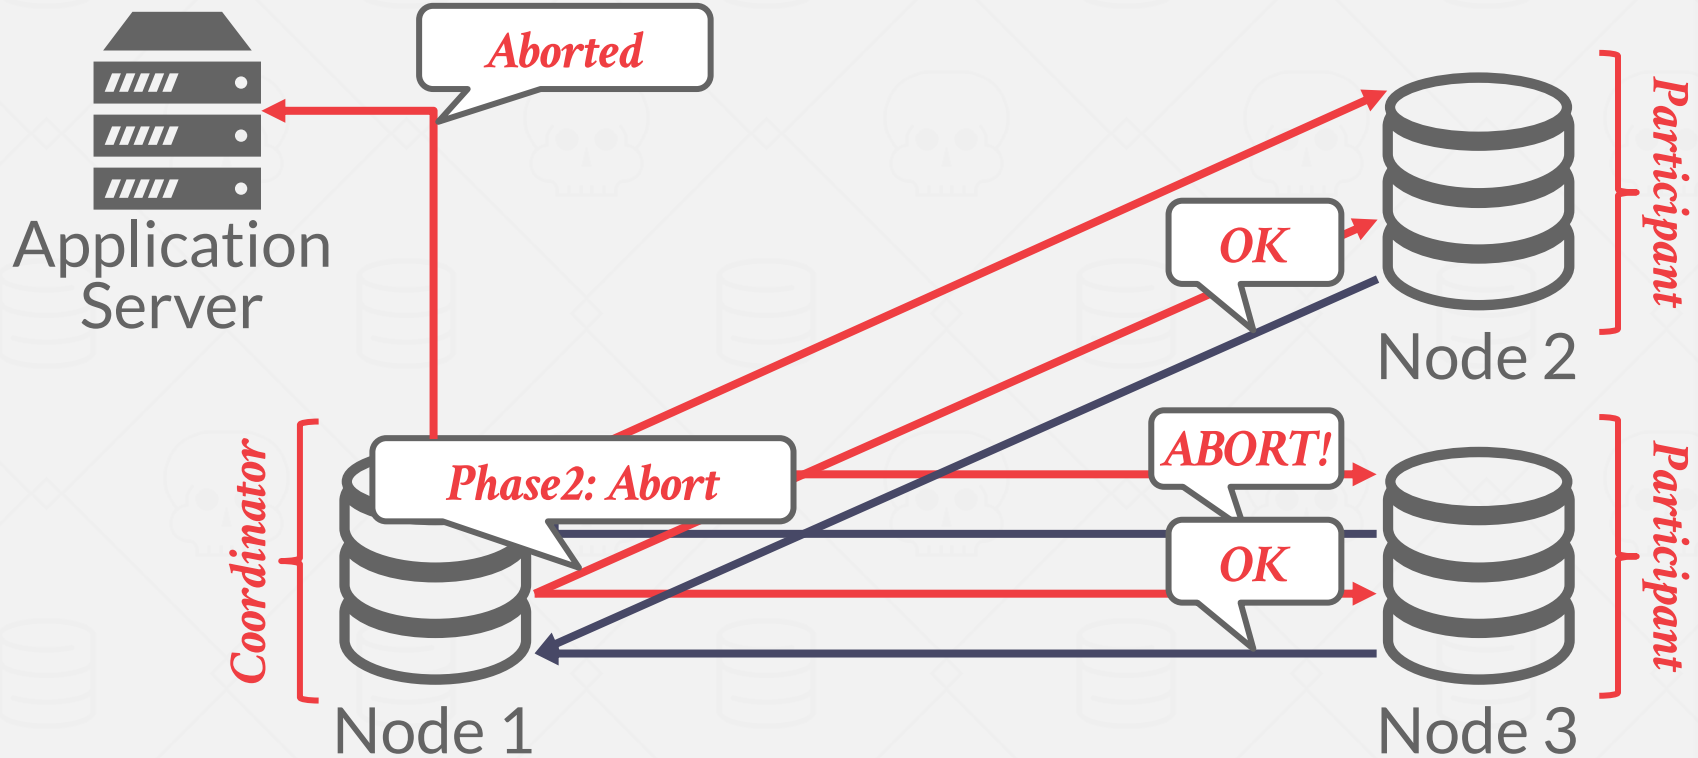 Aborted
Application
Server
Participant
OK
Node 2
Coordinator
Phase2: Abort
ABORT!
OK
Participant
Node 1
Node 3